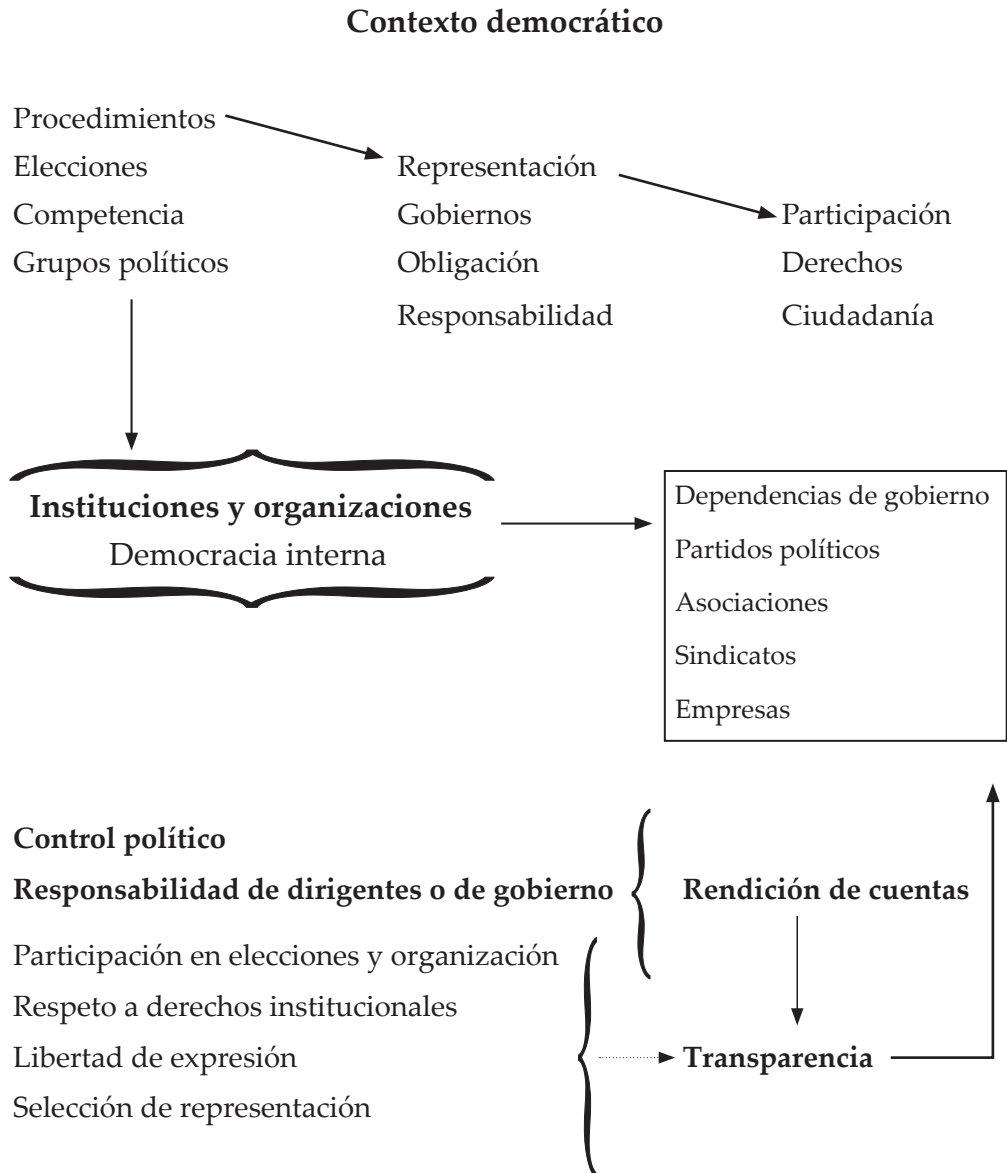 Contexto democrático
Procedimientos
Elecciones
Competencia
Grupos políticos
Representación
Gobiernos
Obligación
Responsabilidad
Participación
Derechos
Ciudadanía
Instituciones y organizaciones
Democracia interna
Dependencias de gobierno
Partidos políticos
Asociaciones
Sindicatos
Empresas
Control político
Responsabilidad de dirigentes o de gobierno
Participación en elecciones y organización
Respeto a derechos institucionales
Libertad de expresión
Selección de representación
Rendición de cuentas
Transparencia